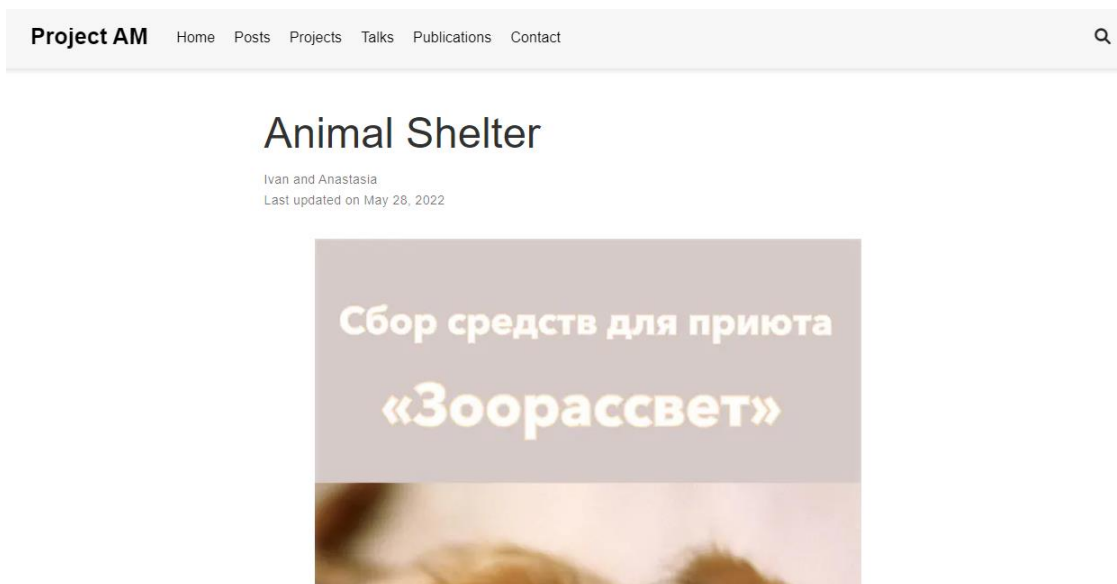 Project AM Home Posts Projects Talks Publications Contact
Animal Shelter
Ivan and Anastasia
Last updated on May 28, 2022
Сбор средств для приюта
«Зоорассвет»